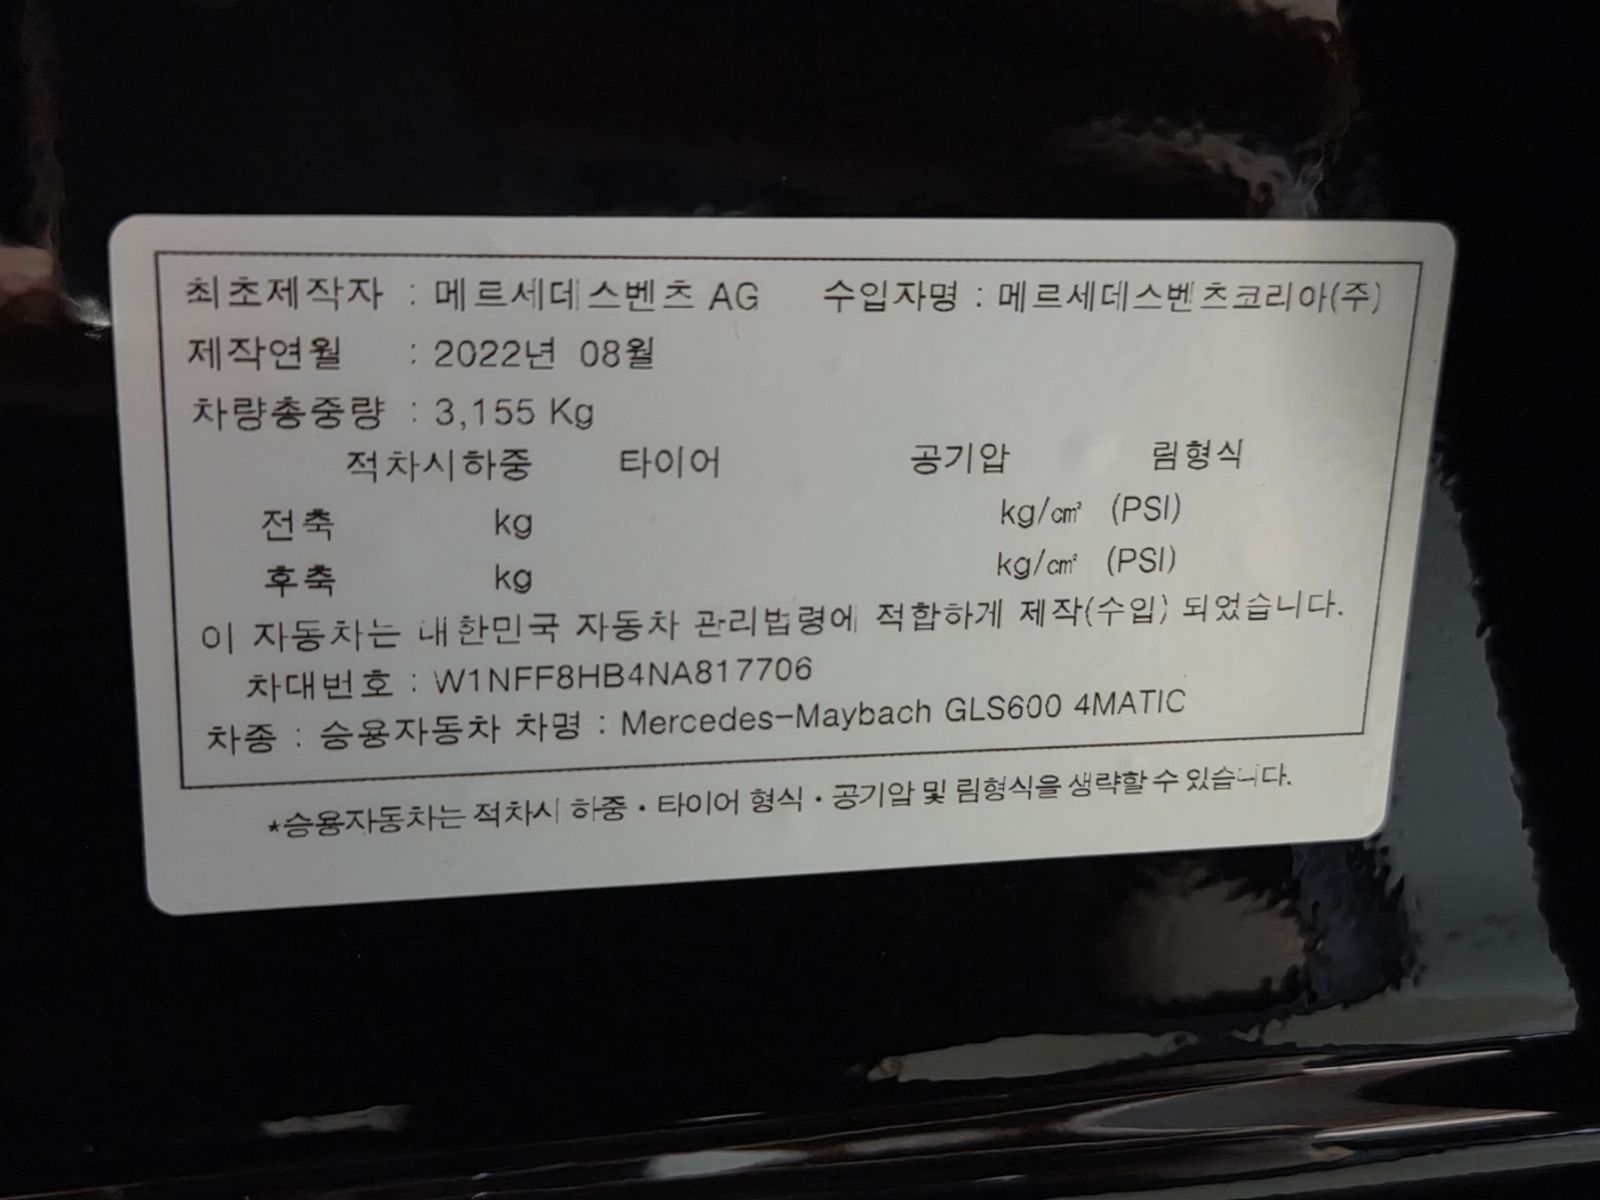 최초제작자 : 메르세데스벤츠 AG 수입자명 : 메르세데스벤츠코리아(주)
제작연월 : 2022년 08월
차량총중량 : 3,155 Kg
적차시하중 타이어 공기압 림형식
전축 kg kg/㎠ (PSI)
후축 kg kg/㎠ (PSI)
이 자동차는 대한민국 자동차 관리법령에 적합하게 제작(수입) 되었습니다.
차대번호 : W1NFF8HB4NA817706
차종 : 승용자동차 차명 : Mercedes-Maybach GLS600 4MATIC
*승용자동차는 적차시 하중·타이어 형식·공기압 및 림형식을 생략할 수 있습니다.